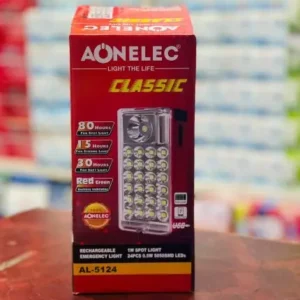 AONELEC
LIGHT THE LIFE
CLASSIC
80 HOURS
15 HOURS
30 HOURS
Red Green
AONELEC
USB
RECHARGEABLE
EMERGENCY LIGHT
1W SPOT LIGHT
24PCS 0.5W SMD LEDs
AL-5124